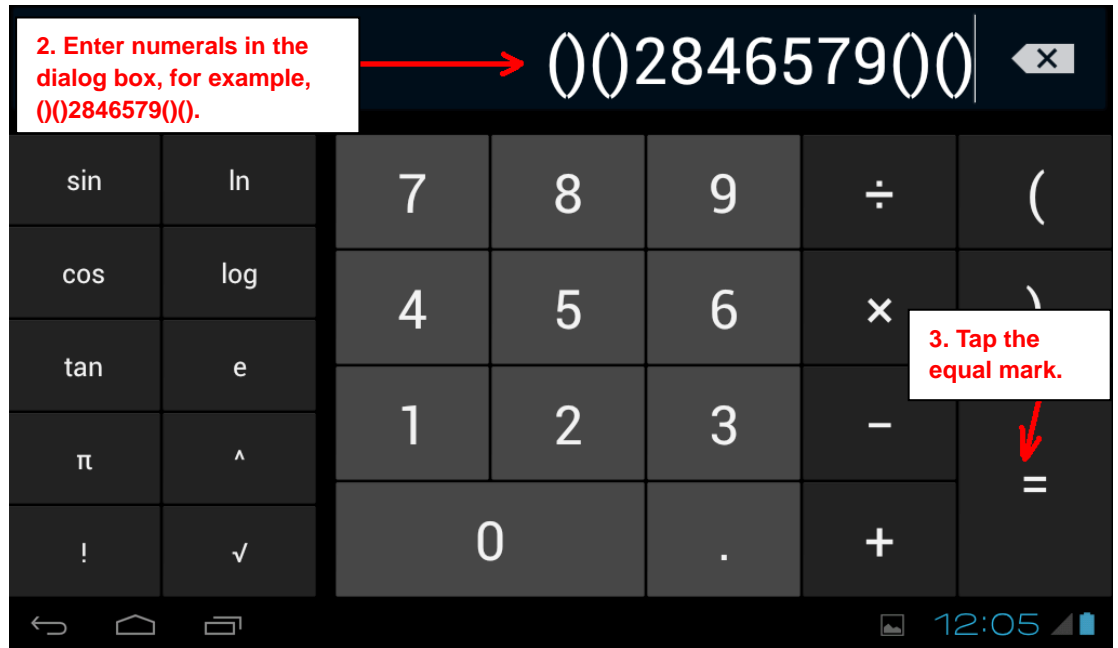 2. Enter numerals in the
dialog box, for example,
()()2846579()().
()()2846579()()
sin ln 7 8 9 ÷ (
cos log 4 5 6 × )
3. Tap the
equal mark.
tan e 1 2 3 −
π ^ =
! √ 0 . +
12:05